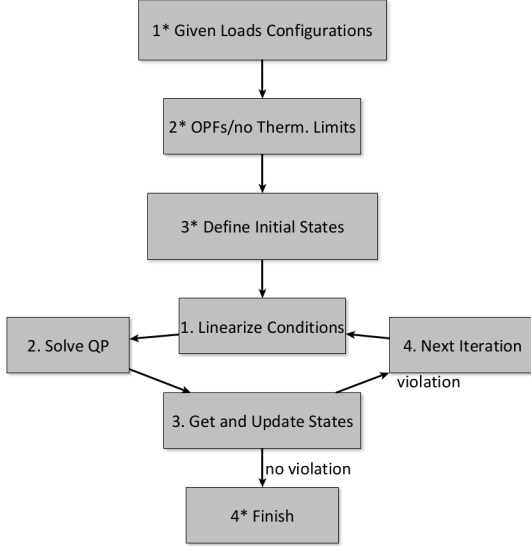 1* Given Loads Configurations
2* OPFs/no Therm. Limits
3* Define Initial States
1. Linearize Conditions
2. Solve QP
4. Next Iteration
violation
3. Get and Update States
no violation
4* Finish